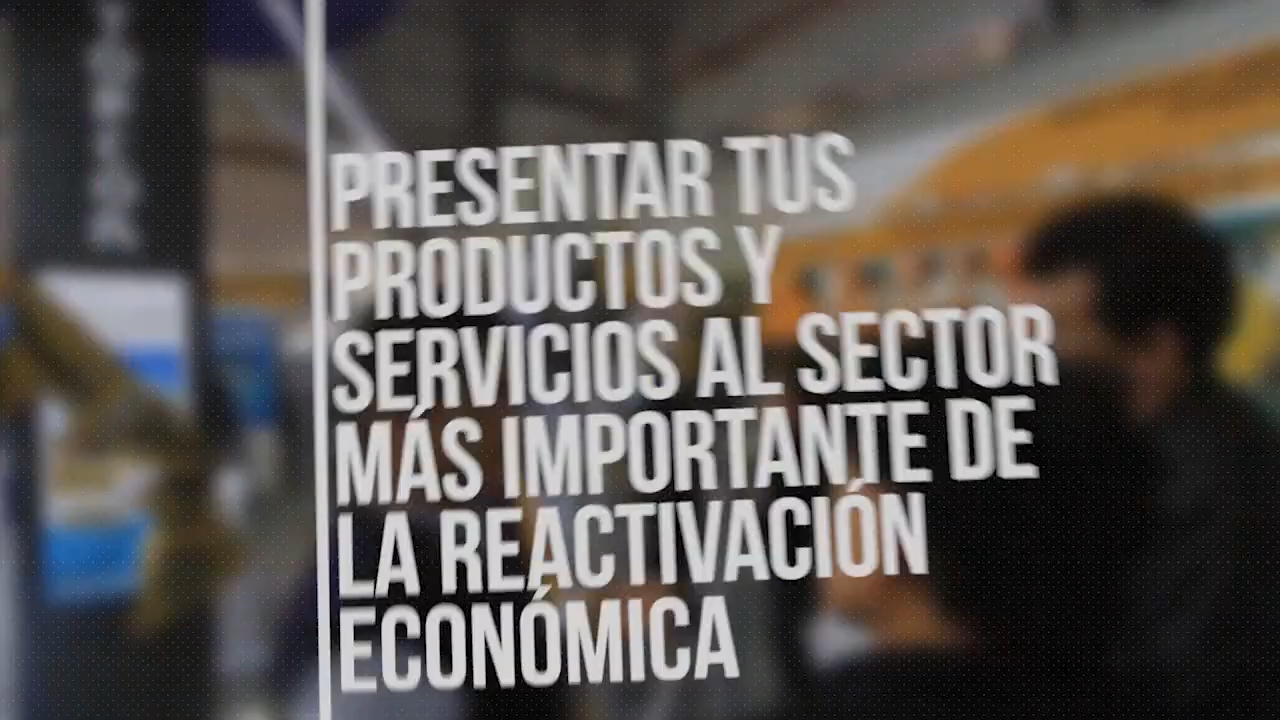 PRESENTAR TUS
PRODUCTOS Y
SERVICIOS AL SECTOR
MÁS IMPORTANTE DE
LA REACTIVACIÓN
ECONÓMICA